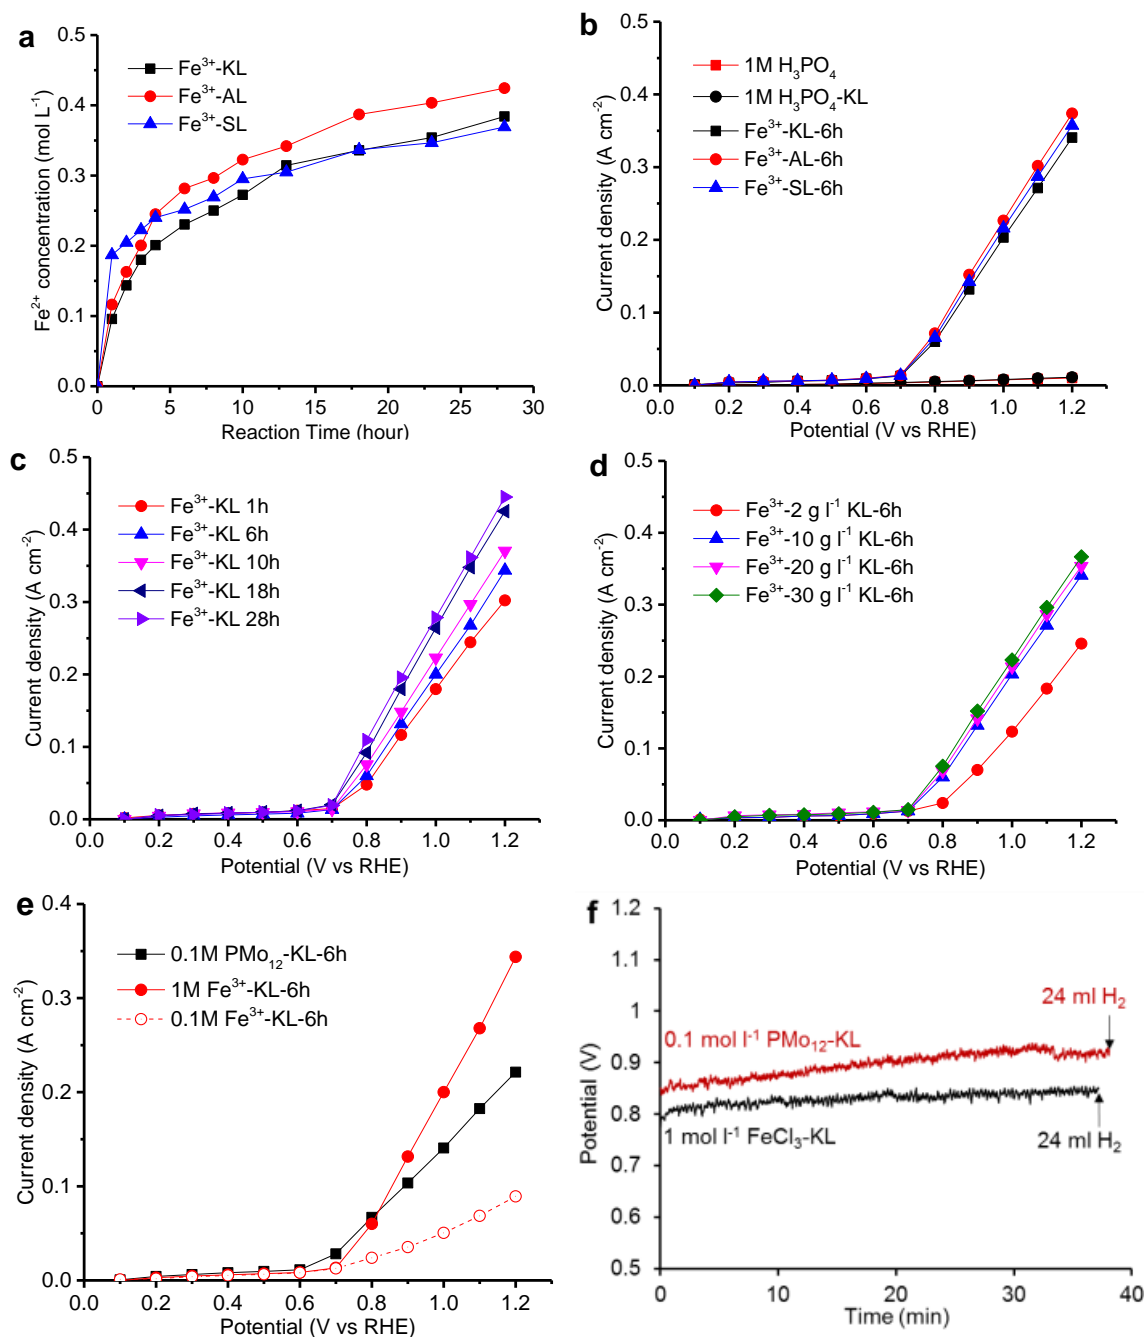 a
0.5
0.4
0.3
0.2
0.1
0.0
Fe²⁺ concentration (mol L⁻¹)
Fe³⁺-KL
Fe³⁺-AL
Fe³⁺-SL
0 5 10 15 20 25 30
Reaction Time (hour)
b
0.5
0.4
0.3
0.2
0.1
0.0
Current density (A cm⁻²)
1M H₃PO₄
1M H₃PO₄-KL
Fe³⁺-KL-6h
Fe³⁺-AL-6h
Fe³⁺-SL-6h
0.0 0.2 0.4 0.6 0.8 1.0 1.2
Potential (V vs RHE)
c
0.5
0.4
0.3
0.2
0.1
0.0
Current density (A cm⁻²)
Fe³⁺-KL 1h
Fe³⁺-KL 6h
Fe³⁺-KL 10h
Fe³⁺-KL 18h
Fe³⁺-KL 28h
0.0 0.2 0.4 0.6 0.8 1.0 1.2
Potential (V vs RHE)
d
0.5
0.4
0.3
0.2
0.1
0.0
Current density (A cm⁻²)
Fe³⁺-2 g l⁻¹ KL-6h
Fe³⁺-10 g l⁻¹ KL-6h
Fe³⁺-20 g l⁻¹ KL-6h
Fe³⁺-30 g l⁻¹ KL-6h
0.0 0.2 0.4 0.6 0.8 1.0 1.2
Potential (V vs RHE)
e
0.4
0.3
0.2
0.1
0.0
Current density (A cm⁻²)
0.1M PMo₁₂-KL-6h
1M Fe³⁺-KL-6h
0.1M Fe³⁺-KL-6h
0.0 0.2 0.4 0.6 0.8 1.0 1.2
Potential (V vs RHE)
f
1.2
1.1
1
0.9
0.8
0.7
0.6
0.5
Potential (V)
24 ml H₂
0.1 mol l⁻¹ PMo₁₂-KL
1 mol l⁻¹ FeCl₃-KL
24 ml H₂
0 10 20 30 40
Time (min)